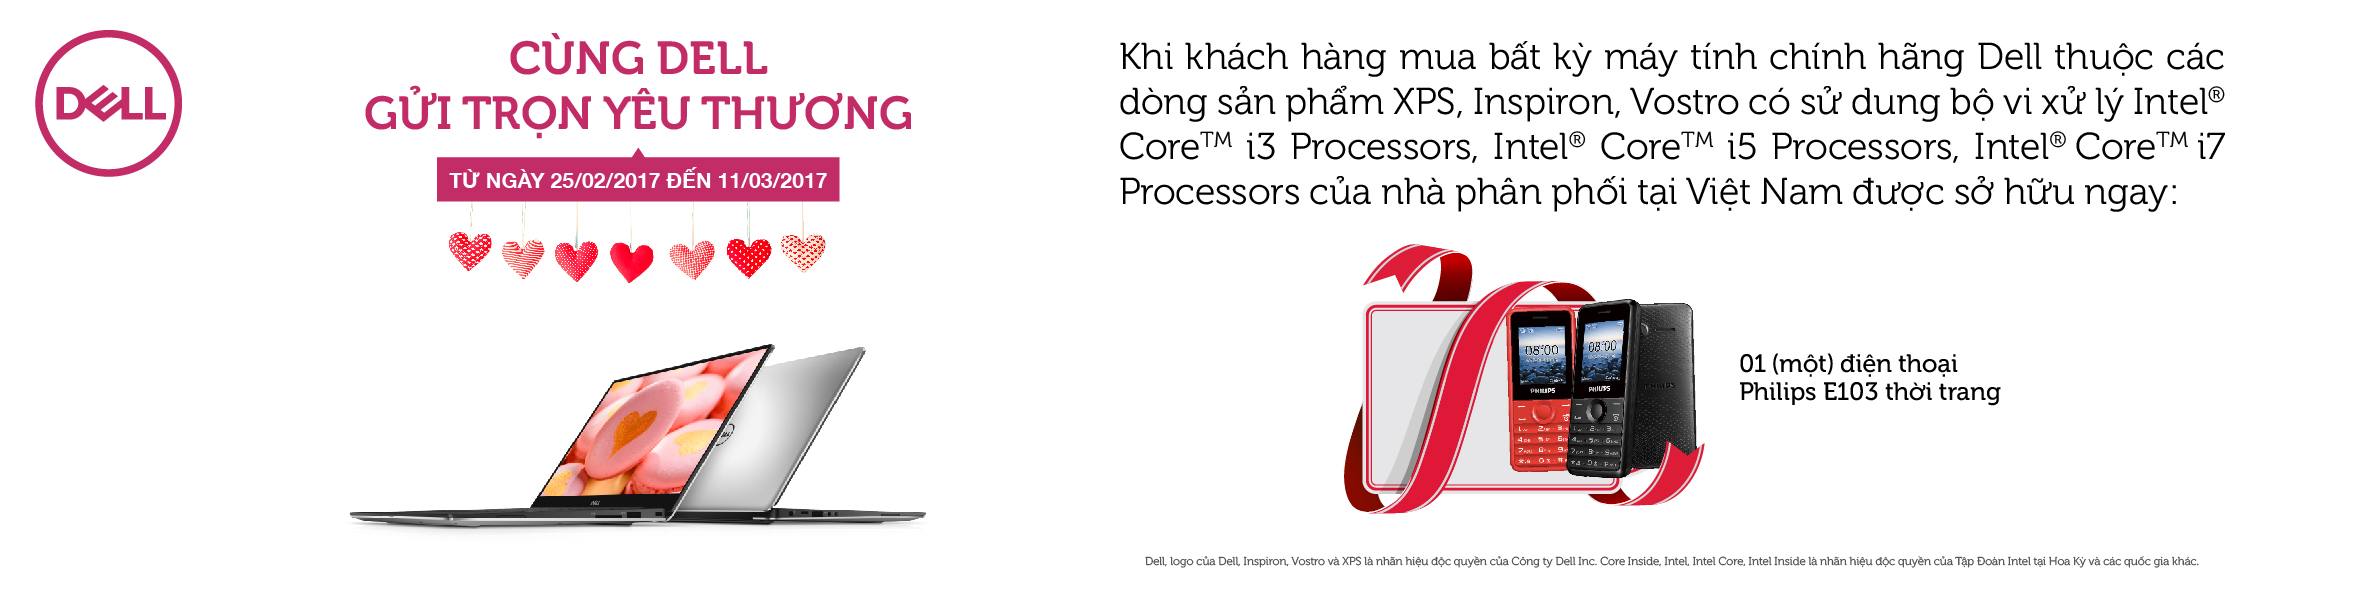 DELL
CÙNG DELL
GỬI TRỌN YÊU THƯƠNG
TỪ NGÀY 25/02/2017 ĐẾN 11/03/2017
Khi khách hàng mua bất kỳ máy tính chính hãng Dell thuộc các
dòng sản phẩm XPS, Inspiron, Vostro có sử dung bộ vi xử lý Intel®
Core™ i3 Processors, Intel® Core™ i5 Processors, Intel® Core™ i7
Processors của nhà phân phối tại Việt Nam được sở hữu ngay:
08:00
08:00
PHILIPS
PHILIPS
PHILIPS
01 (một) điện thoại
Philips E103 thời trang
DELL
Dell, logo của Dell, Inspiron, Vostro và XPS là nhãn hiệu độc quyền của Công ty Dell Inc. Core Inside, Intel, Intel Core, Intel Inside là nhãn hiệu độc quyền của Tập Đoàn Intel tại Hoa Kỳ và các quốc gia khác.